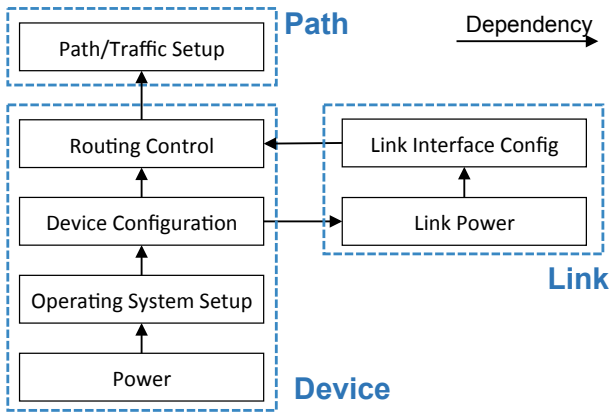 Path
Dependency
Path/Traffic Setup
Routing Control
Link Interface Config
Device Configuration
Link Power
Link
Operating System Setup
Power
Device